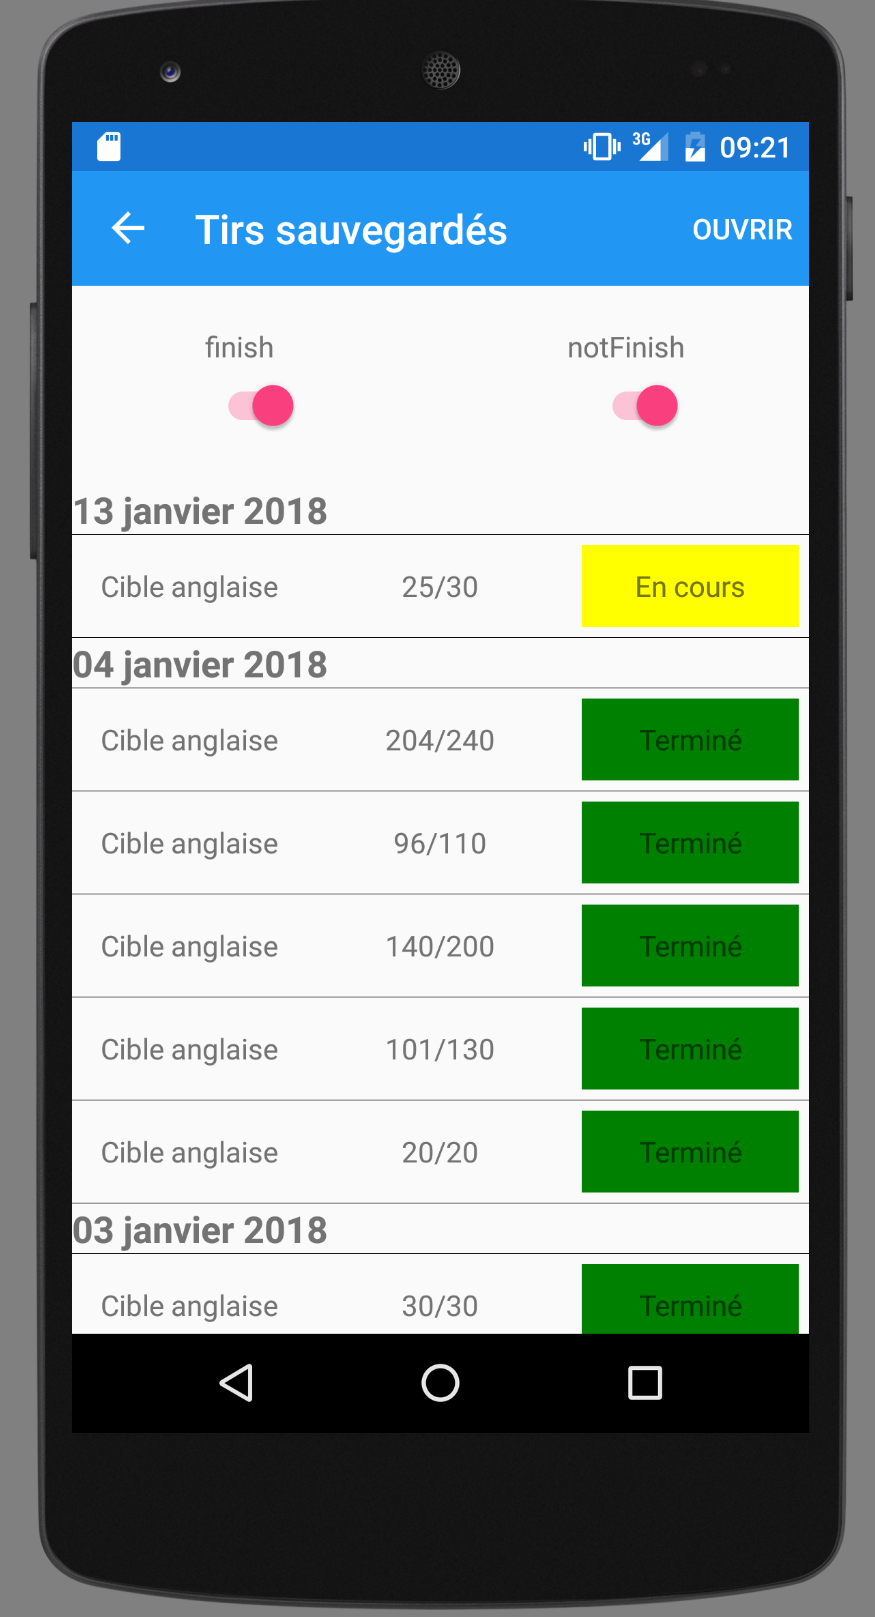 3G 09:21
Tirs sauvegardés OUVRIR
finish notFinish
13 janvier 2018
Cible anglaise 25/30 En cours
04 janvier 2018
Cible anglaise 204/240 Terminé
Cible anglaise 96/110 Terminé
Cible anglaise 140/200 Terminé
Cible anglaise 101/130 Terminé
Cible anglaise 20/20 Terminé
03 janvier 2018
Cible anglaise 30/30 Terminé